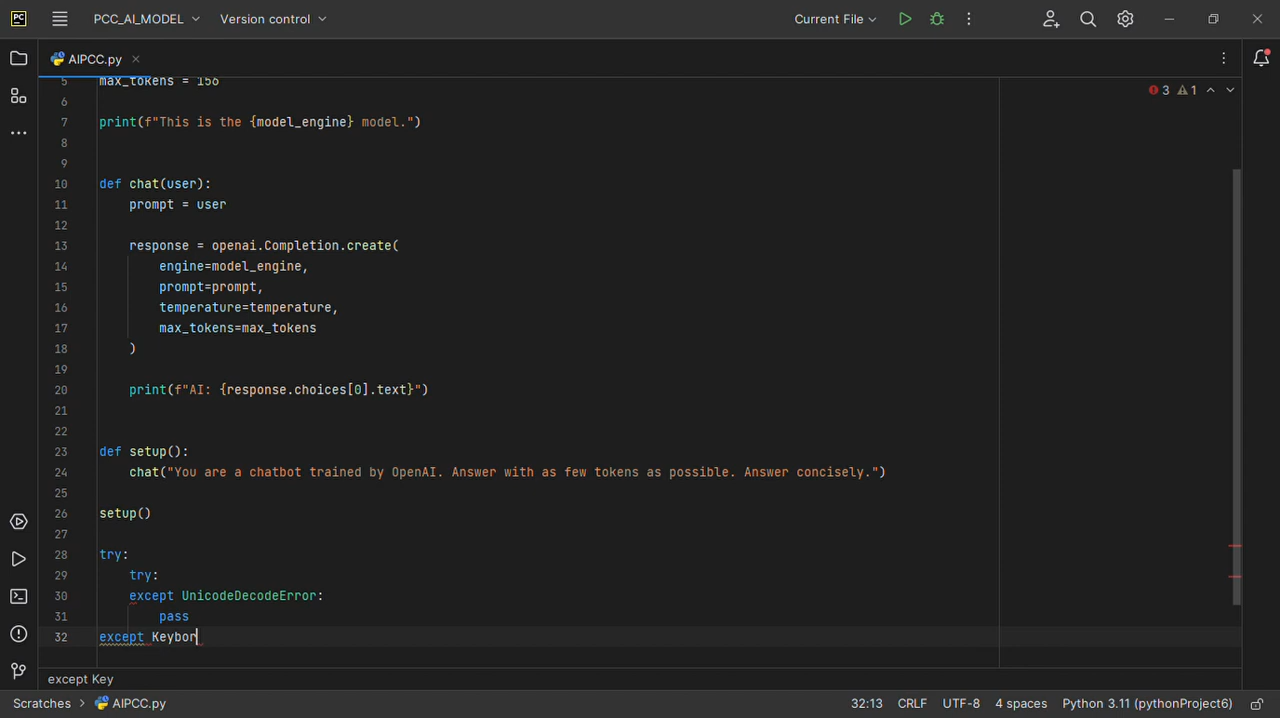 PC PCC_AI_MODEL Version control Current File
AIPCC.py
5 max_tokens = 156
3 1
6
7 print(f"This is the {model_engine} model.")
8
9
10 def chat(user):
11 prompt = user
12
13 response = openai.Completion.create(
14 engine=model_engine,
15 prompt=prompt,
16 temperature=temperature,
17 max_tokens=max_tokens
18 )
19
20 print(f"AI: {response.choices[0].text}")
21
22
23 def setup():
24 chat("You are a chatbot trained by OpenAI. Answer with as few tokens as possible. Answer concisely.")
25
26 setup()
27
28 try:
29 try:
30 except UnicodeDecodeError:
31 pass
32 except Keybor
except Key
Scratches > AIPCC.py 32:13 CRLF UTF-8 4 spaces Python 3.11 (pythonProject6)